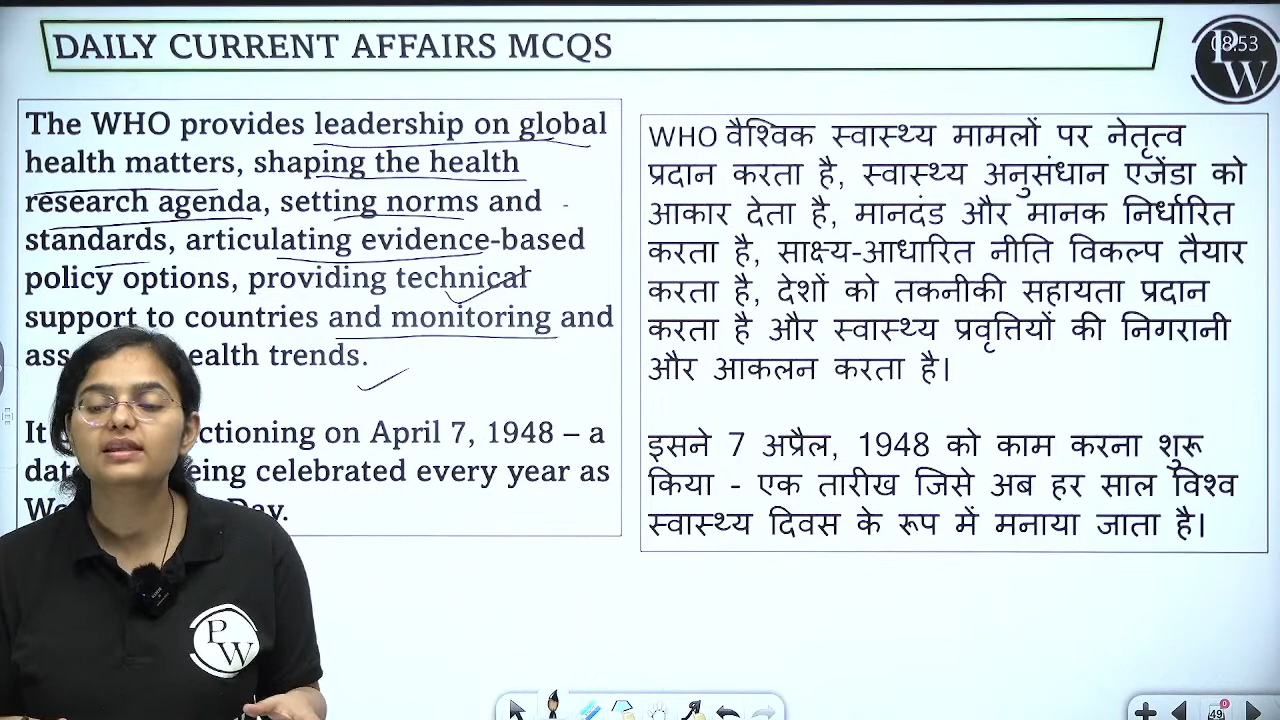 DAILY CURRENT AFFAIRS MCQS
08:53
PW
The WHO provides leadership on global
health matters, shaping the health
research agenda, setting norms and
standards, articulating evidence-based
policy options, providing technical
support to countries and monitoring and
health trends.
It on April 7, 1948 – a
being celebrated every year as
Day.
WHO वैश्विक स्वास्थ्य मामलों पर नेतृत्व
प्रदान करता है, स्वास्थ्य अनुसंधान एजेंडा को
आकार देता है, मानदंड और मानक निर्धारित
करता है, साक्ष्य-आधारित नीति विकल्प तैयार
करता है, देशों को तकनीकी सहायता प्रदान
करता है और स्वास्थ्य प्रवृत्तियों की निगरानी
और आकलन करता है।
इसने 7 अप्रैल, 1948 को काम करना शुरू
किया - एक तारीख जिसे अब हर साल विश्व
स्वास्थ्य दिवस के रूप में मनाया जाता है।
PW
49